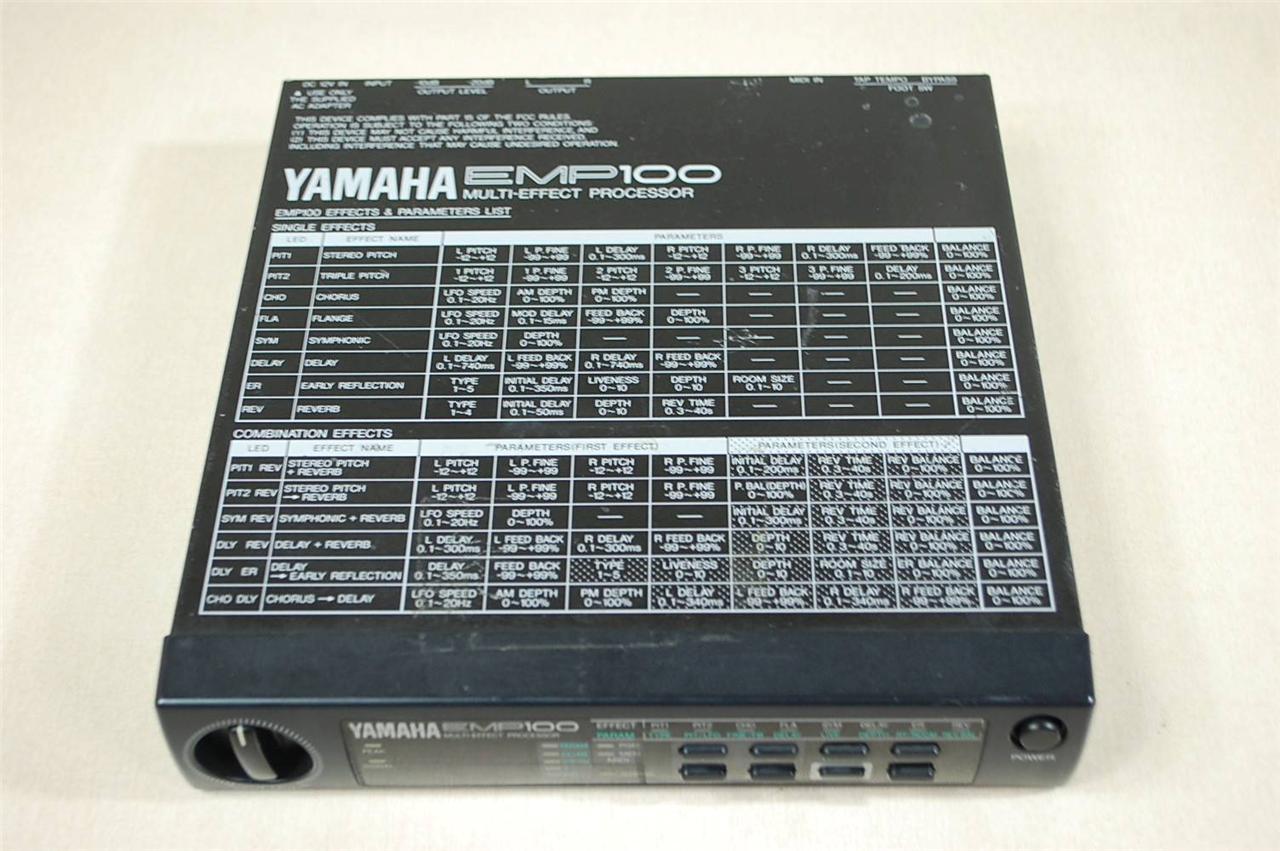 DC 12V IN INPUT -10dB -20dB L R MIDI IN TAP TEMPO BYPASS
▲ USE ONLY OUTPUT LEVEL OUTPUT FOOT SW
THE SUPPLIED
AC ADAPTER
THIS DEVICE COMPLIES WITH PART 15 OF THE FCC RULES.
OPERATION IS SUBJECT TO THE FOLLOWING TWO CONDITIONS:
(1) THIS DEVICE MAY NOT CAUSE HARMFUL INTERFERENCE, AND
(2) THIS DEVICE MUST ACCEPT ANY INTERFERENCE RECEIVED,
INCLUDING INTERFERENCE THAT MAY CAUSE UNDESIRED OPERATION.
YAMAHA EMP100
MULTI-EFFECT PROCESSOR
EMP100 EFFECTS & PARAMETERS LIST
SINGLE EFFECTS
LED EFFECT NAME PARAMETERS
PIT1 STEREO PITCH L PITCH -12~+12 L P.FINE -99~+99 L DELAY 0.1~300ms R PITCH -12~+12 R P.FINE -99~+99 R DELAY 0.1~300ms FEED BACK -99~+99% BALANCE 0~100%
PIT2 TRIPLE PITCH 1 PITCH -12~+12 1 P.FINE -99~+99 2 PITCH -12~+12 2 P.FINE -99~+99 3 PITCH -12~+12 3 P.FINE -99~+99 DELAY 0.1~200ms BALANCE 0~100%
CHO CHORUS LFO SPEED 0.1~20Hz AM DEPTH 0~100% PM DEPTH 0~100% — — — — BALANCE 0~100%
FLA FLANGE LFO SPEED 0.1~20Hz MOD DELAY 0.1~15ms FEED BACK -99~+99% DEPTH 0~100% — — — BALANCE 0~100%
SYM SYMPHONIC LFO SPEED 0.1~20Hz DEPTH 0~100% — — — — — BALANCE 0~100%
DELAY DELAY L DELAY 0.1~740ms L FEED BACK -99~+99% R DELAY 0.1~740ms R FEED BACK -99~+99% — — — BALANCE 0~100%
ER EARLY REFLECTION TYPE 1~5 INITIAL DELAY 0.1~350ms LIVENESS 0~10 DEPTH 0~10 ROOM SIZE 0.1~10 — — BALANCE 0~100%
REV REVERB TYPE 1~4 INITIAL DELAY 0.1~50ms DEPTH 0~10 REV TIME 0.3~40s — — — BALANCE 0~100%
COMBINATION EFFECTS
LED EFFECT NAME PARAMETERS(FIRST EFFECT) PARAMETERS(SECOND EFFECT)
PIT1 REV STEREO PITCH + REVERB L PITCH -12~+12 L P.FINE -99~+99 R PITCH -12~+12 R P.FINE -99~+99 INITIAL DELAY 0.1~200ms REV TIME 0.3~40s REV BALANCE 0~100% BALANCE 0~100%
PIT2 REV STEREO PITCH → REVERB L PITCH -12~+12 L P.FINE -99~+99 R PITCH -12~+12 R P.FINE -99~+99 P.BAL(DEPTH) 0~100% REV TIME 0.3~40s REV BALANCE 0~100% BALANCE 0~100%
SYM REV SYMPHONIC + REVERB LFO SPEED 0.1~20Hz DEPTH 0~100% — — INITIAL DELAY 0.1~300ms REV TIME 0.3~40s REV BALANCE 0~100% BALANCE 0~100%
DLY REV DELAY + REVERB L DELAY 0.1~300ms L FEED BACK -99~+99% R DELAY 0.1~300ms R FEED BACK -99~+99% DEPTH 0~10 REV TIME 0.3~40s REV BALANCE 0~100% BALANCE 0~100%
DLY ER DELAY → EARLY REFLECTION DELAY 0.1~350ms FEED BACK -99~+99% TYPE 1~5 LIVENESS 0~10 DEPTH 0~10 ROOM SIZE 0.1~10 ER BALANCE 0~100% BALANCE 0~100%
CHO DLY CHORUS → DELAY LFO SPEED 0.1~20Hz AM DEPTH 0~100% PM DEPTH 0~100% L DELAY 0.1~340ms L FEED BACK -99~+99% R DELAY 0.1~340ms R FEED BACK -99~+99% BALANCE 0~100%
YAMAHA EMP100
MULTI-EFFECT PROCESSOR
EFFECT PIT1 PIT2 CHO FLA SYM DELAY ER REV
PARAM TYPE
PEAK
POWER